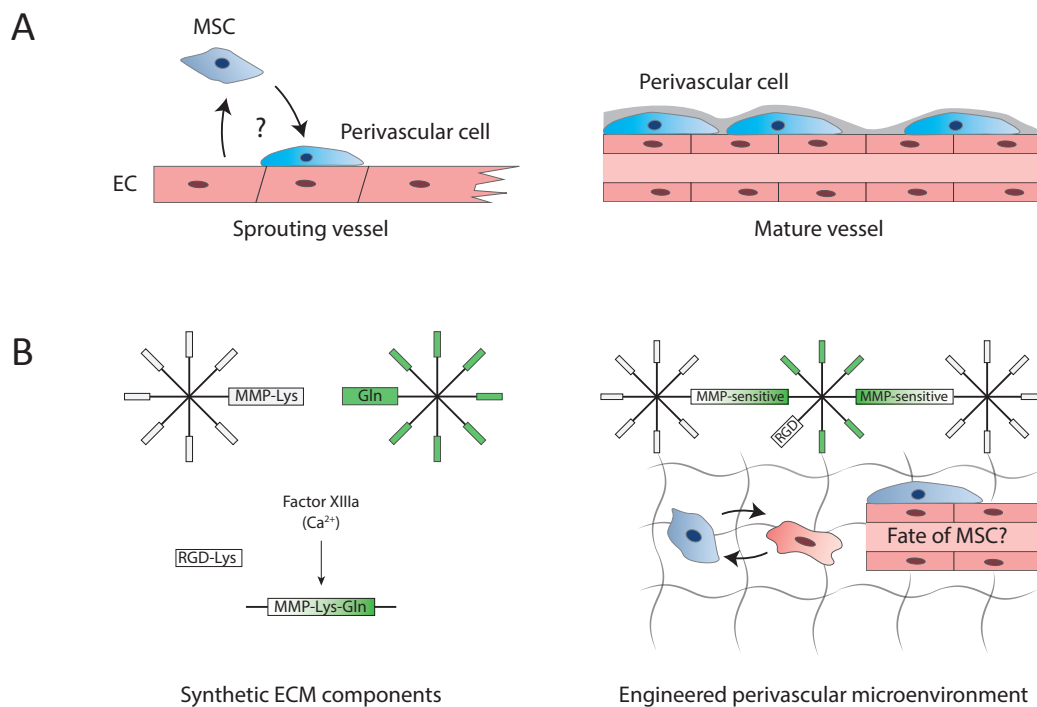 A
MSC
?
Perivascular cell
EC
Sprouting vessel
Perivascular cell
Mature vessel
B
MMP-Lys
Gln
Factor XIIIa
(Ca²⁺)
RGD-Lys
MMP-Lys-Gln
Synthetic ECM components
MMP-sensitive
MMP-sensitive
RGD
Fate of MSC?
Engineered perivascular microenvironment